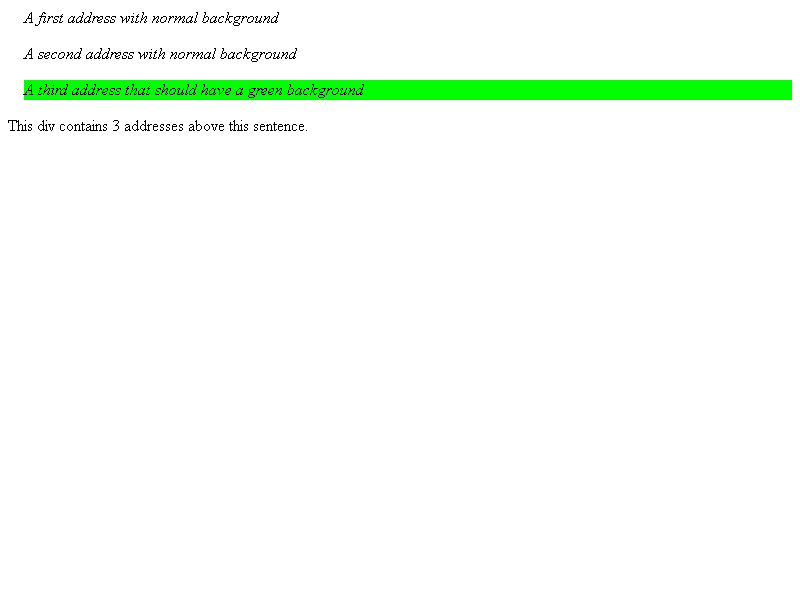 A first address with normal background
A second address with normal background
A third address that should have a green background
This div contains 3 addresses above this sentence.